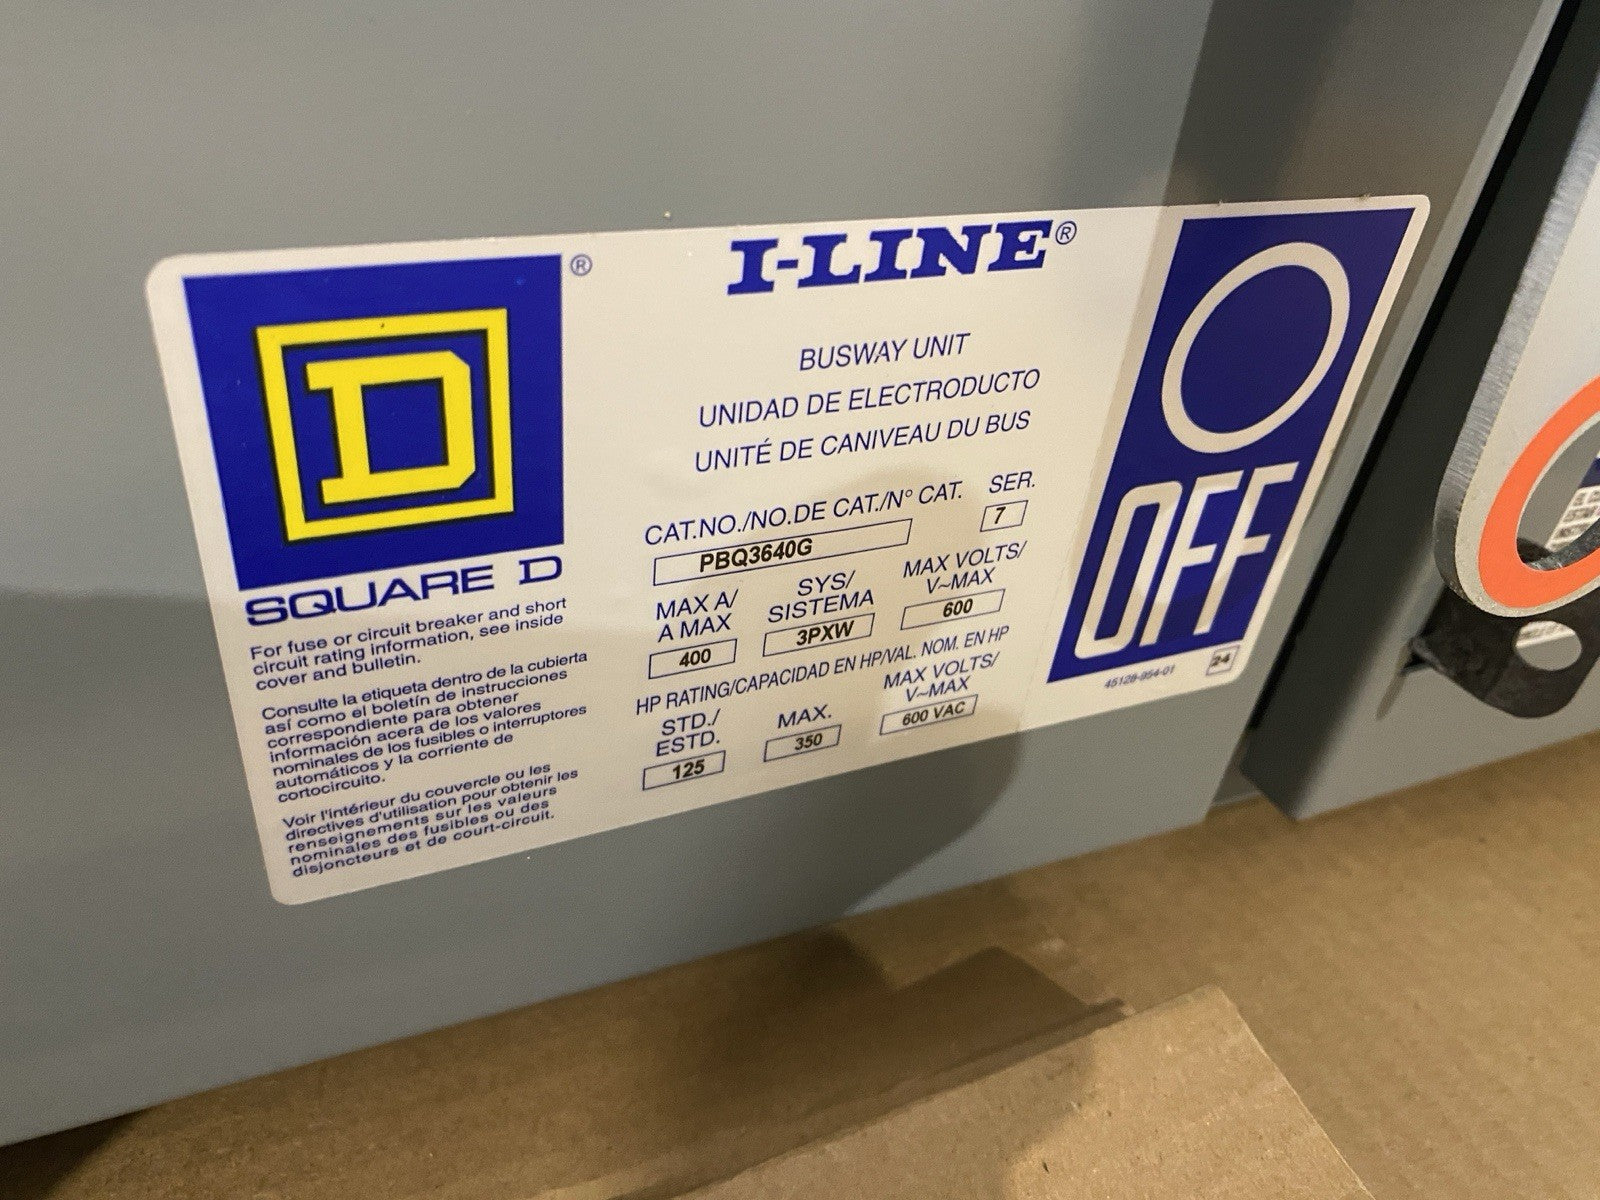 D
®
SQUARE D
For fuse or circuit breaker and short
circuit rating information, see inside
cover and bulletin.
Consulte la etiqueta dentro de la cubierta
así como el boletín de instrucciones
correspondiente para obtener
información acera de los valores
nominales de los fusibles o interruptores
automáticos y la corriente de
cortocircuito.
Voir l'intérieur du couvercle ou les
directives d'utilisation pour obtenir les
renseignements sur les valeurs
nominales des fusibles ou des
disjoncteurs et de court-circuit.
I-LINE®
BUSWAY UNIT
UNIDAD DE ELECTRODUCTO
UNITÉ DE CANIVEAU DU BUS
CAT.NO./NO.DE CAT./N° CAT. SER.
PBQ3640G 7
MAX A/ SYS/ MAX VOLTS/
A MAX SISTEMA V~MAX
400 3PXW 600
HP RATING/CAPACIDAD EN HP/VAL. NOM. EN HP
STD./ MAX. MAX VOLTS/
ESTD. V~MAX
125 350 600 VAC
OFF
45128-954-01 24